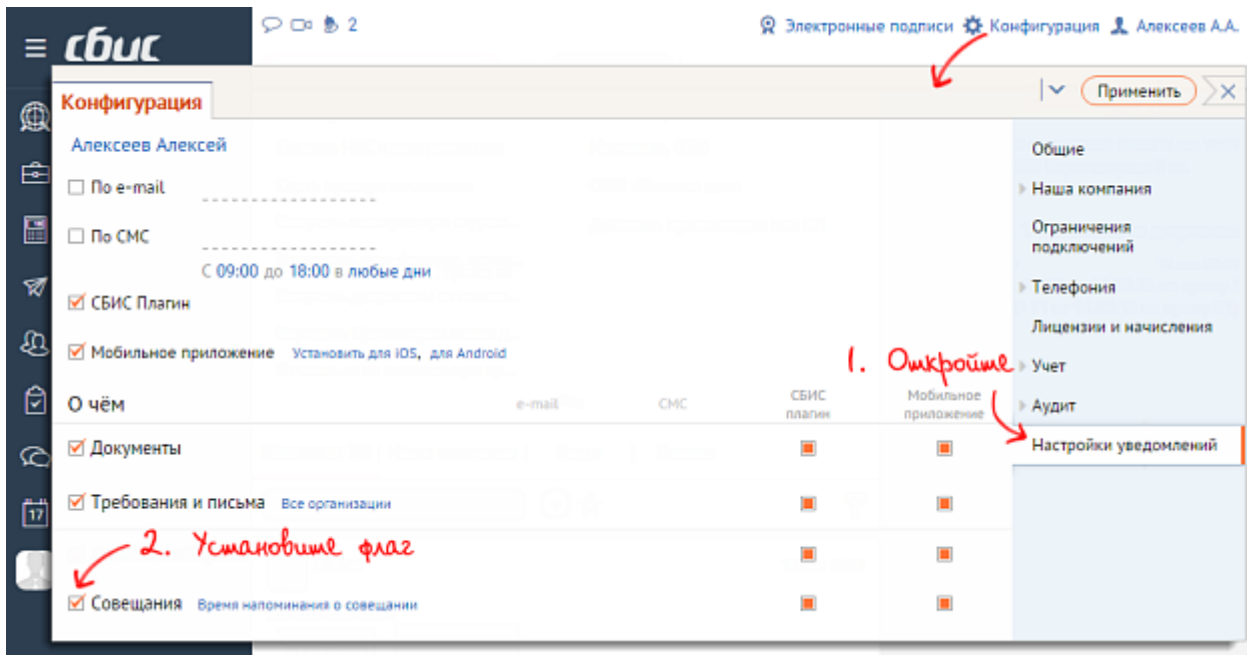 сбис
2
Электронные подписи
Конфигурация
Алексеев А.А.
Конфигурация
Применить
Алексеев Алексей
По e-mail
По СМС
С 09:00 до 18:00 в любые дни
СБИС Плагин
Мобильное приложение Установить для iOS, для Android
О чём
e-mail
СМС
СБИС
плагин
Мобильное
приложение
Документы
Требования и письма Все организации
2. Установите флаг
Совещания Время напоминания о совещании
17
Общие
Наша компания
Ограничения
подключений
Телефония
Лицензии и начисления
1. Откройте
Учет
Аудит
Настройки уведомлений